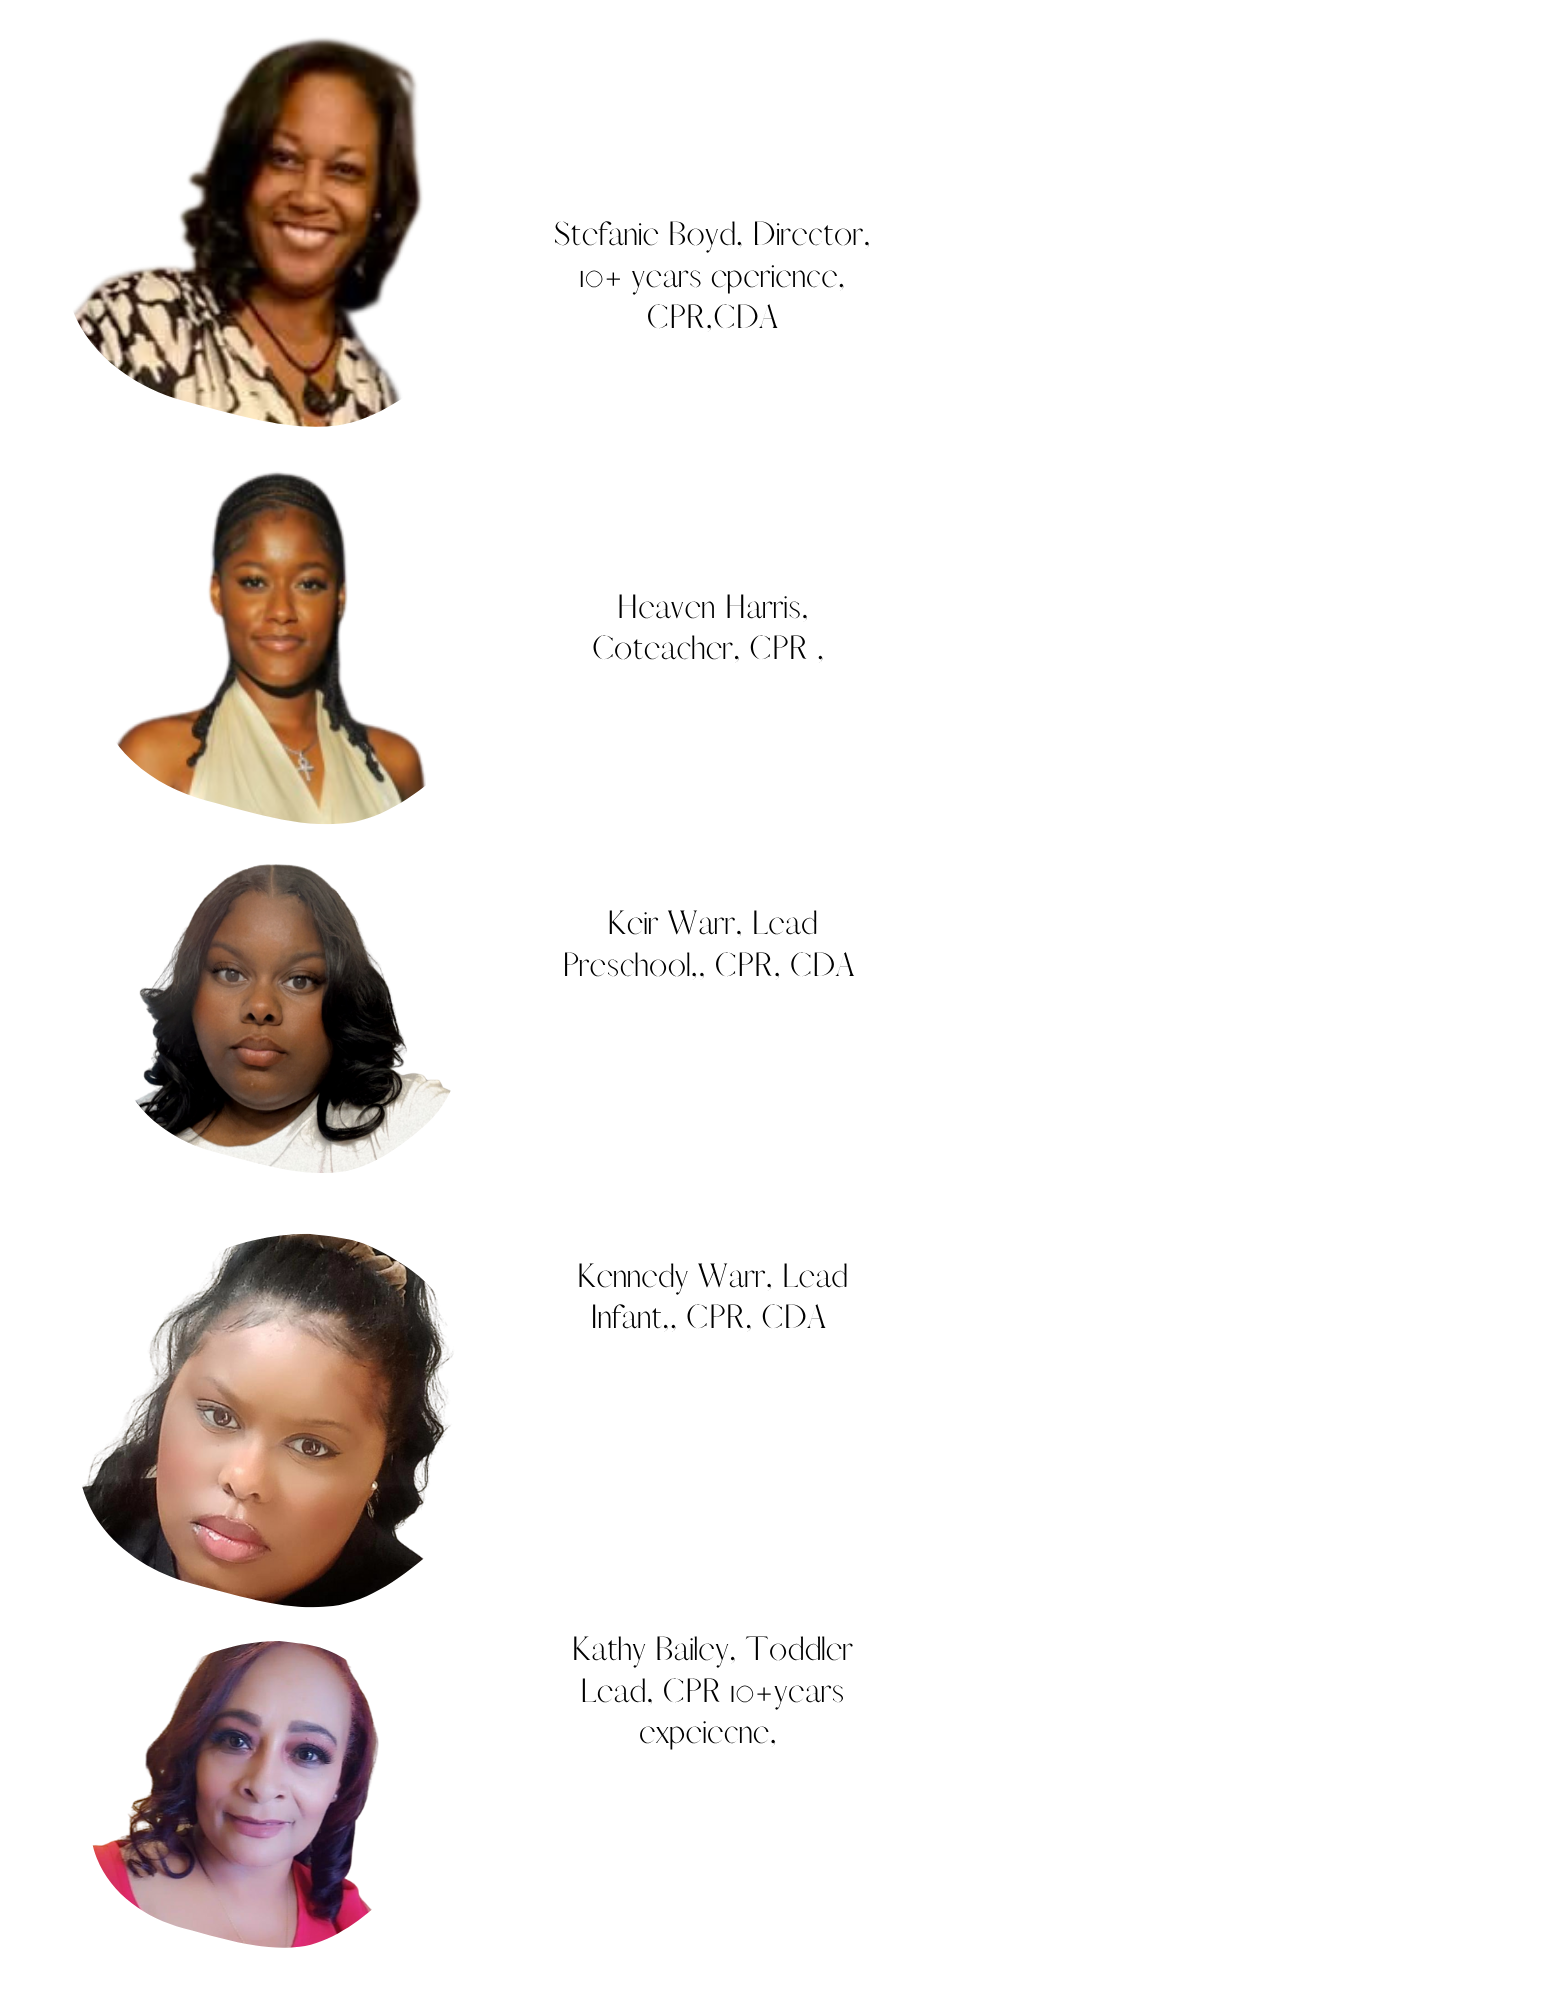 Stefanie Boyd, Director,
10+ years eperience,
CPR,CDA
Heaven Harris,
Coteacher, CPR ,
Keir Warr, Lead
Preschool,, CPR, CDA
Kennedy Warr, Lead
Infant,, CPR, CDA
Kathy Bailey, Toddler
Lead, CPR 10+years
expeicene,